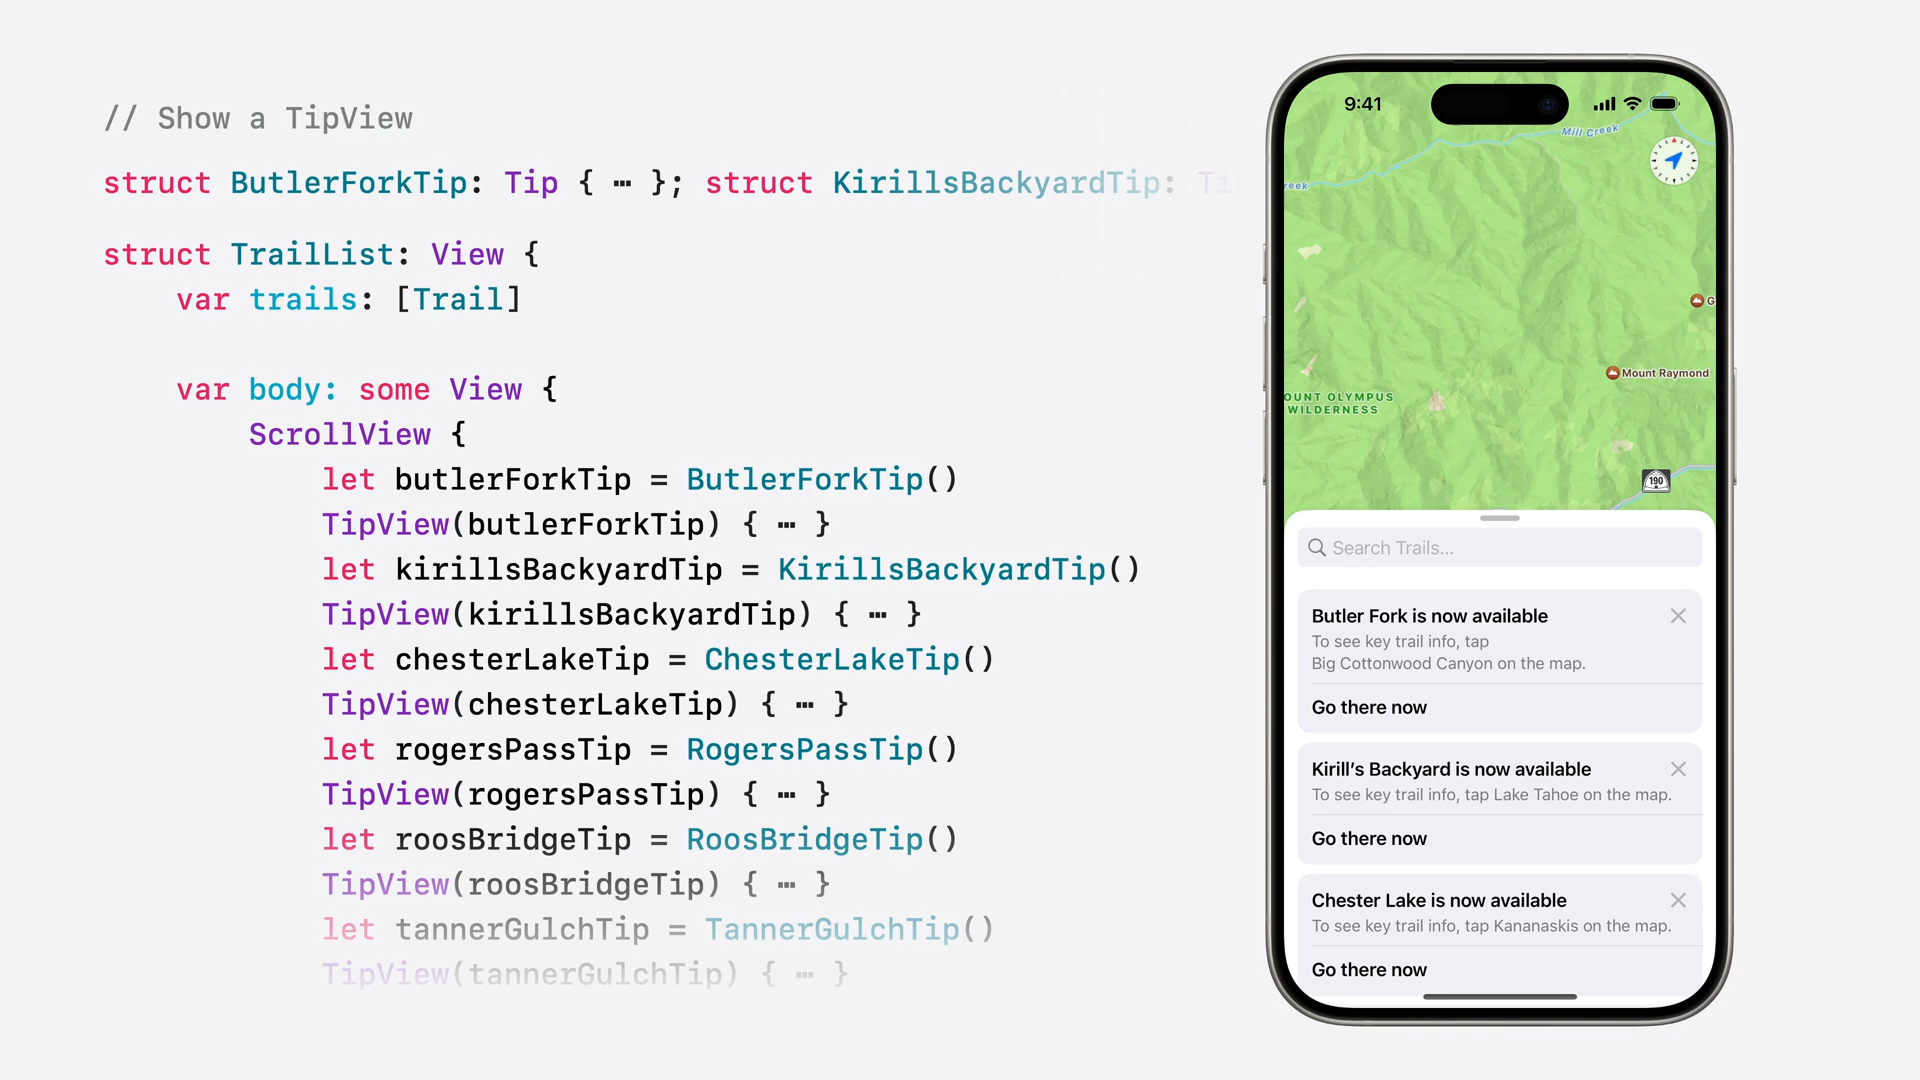 // Show a TipView
struct ButlerForkTip: Tip { ⋯ }; struct KirillsBackyardTip: Ti
struct TrailList: View {
var trails: [Trail]
var body: some View {
ScrollView {
let butlerForkTip = ButlerForkTip()
TipView(butlerForkTip) { ⋯ }
let kirillsBackyardTip = KirillsBackyardTip()
TipView(kirillsBackyardTip) { ⋯ }
let chesterLakeTip = ChesterLakeTip()
TipView(chesterLakeTip) { ⋯ }
let rogersPassTip = RogersPassTip()
TipView(rogersPassTip) { ⋯ }
let roosBridgeTip = RoosBridgeTip()
TipView(roosBridgeTip) { ⋯ }
let tannerGulchTip = TannerGulchTip()
TipView(tannerGulchTip) { ⋯ }
9:41
Mill Creek
reek
G
Mount Raymond
OUNT OLYMPUS
WILDERNESS
190
Search Trails...
Butler Fork is now available
To see key trail info, tap
Big Cottonwood Canyon on the map.
Go there now
Kirill’s Backyard is now available
To see key trail info, tap Lake Tahoe on the map.
Go there now
Chester Lake is now available
To see key trail info, tap Kananaskis on the map.
Go there now